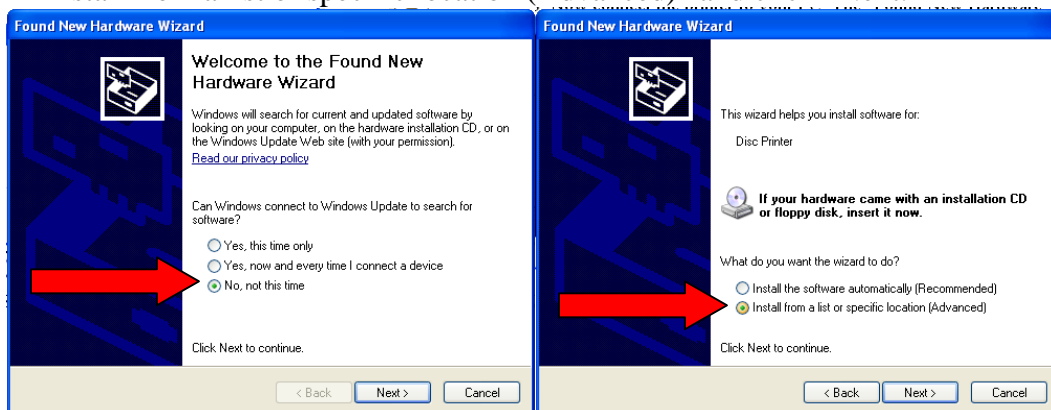 Found New Hardware Wizard
Welcome to the Found New
Hardware Wizard
Windows will search for current and updated software by
looking on your computer, on the hardware installation CD, or on
the Windows Update Web site (with your permission).
Read our privacy policy
Can Windows connect to Windows Update to search for
software?
Yes, this time only
Yes, now and every time I connect a device
No, not this time
Click Next to continue.
< Back
Next >
Cancel
Found New Hardware Wizard
This wizard helps you install software for:
Disc Printer
If your hardware came with an installation CD
or floppy disk, insert it now.
What do you want the wizard to do?
Install the software automatically (Recommended)
Install from a list or specific location (Advanced)
Click Next to continue.
< Back
Next >
Cancel